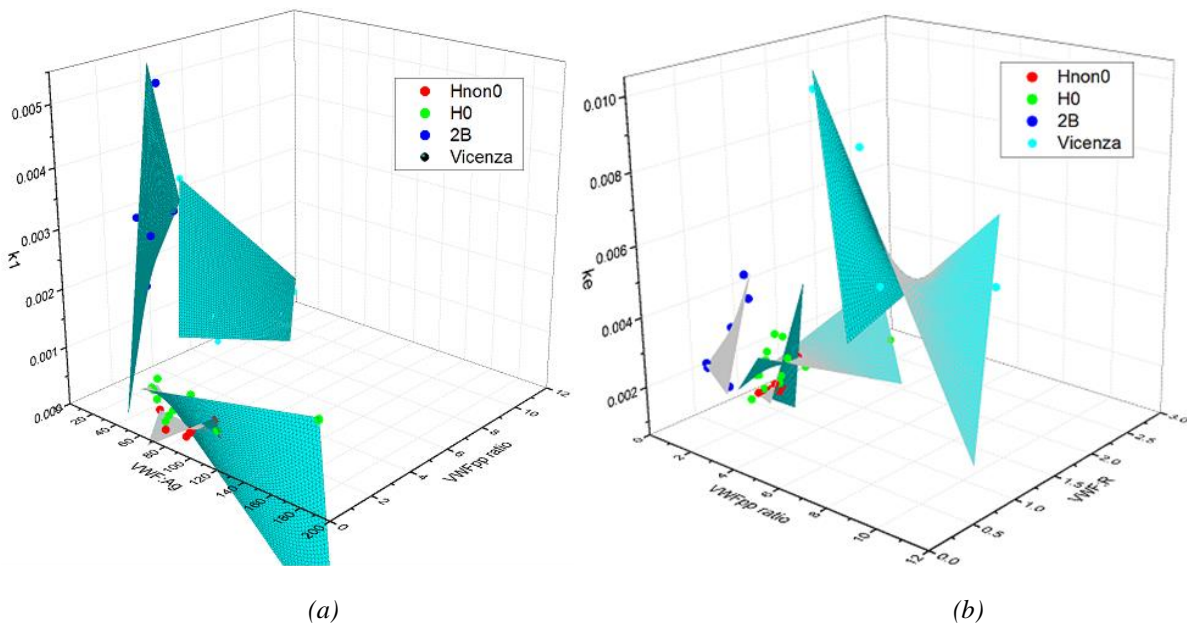 Hnon0
H0
2B
Vicenza
0.005
0.004
0.003
0.002
0.001
0.000
k1
20
40
60
80
100
120
140
160
180
200
VWF:Ag
0
2
4
6
8
10
12
VWFpp ratio
(a)
Hnon0
H0
2B
Vicenza
0.010
0.008
0.006
0.004
0.002
ke
0
2
4
6
8
10
12
VWFpp ratio
0.0
0.5
1.0
1.5
2.0
2.5
3.0
VWF:R
(b)